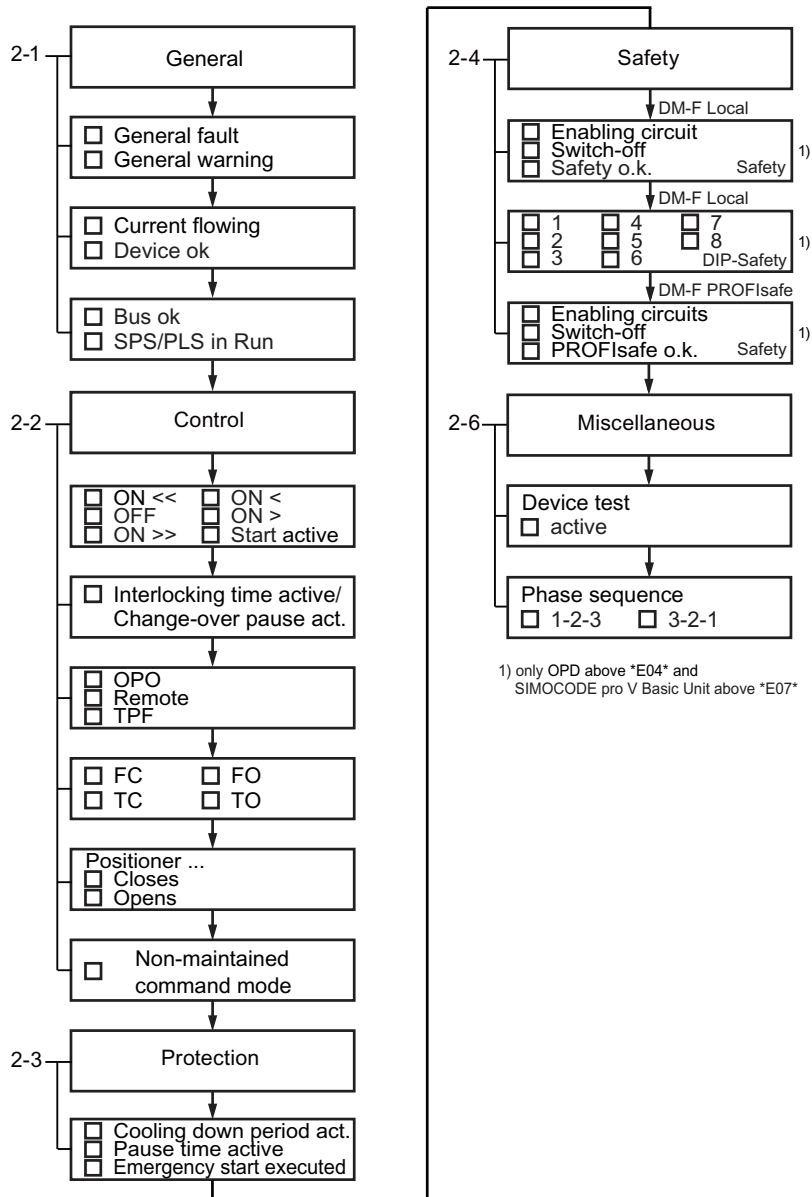 2-1
General
General fault
General warning
Current flowing
Device ok
Bus ok
SPS/PLS in Run
2-2
Control
ON << ON <
OFF ON >
ON >> Start active
Interlocking time active/
Change-over pause act.
OPO
Remote
TPF
FC FO
TC TO
Positioner ...
Closes
Opens
Non-maintained
command mode
2-3
Protection
Cooling down period act.
Pause time active
Emergency start executed
2-4
Safety
DM-F Local
Enabling circuit
Switch-off 1)
Safety o.k. Safety
DM-F Local
1 4 7
2 5 8 1)
3 6 DIP-Safety
DM-F PROFIsafe
Enabling circuits
Switch-off 1)
PROFIsafe o.k. Safety
2-6
Miscellaneous
Device test
active
Phase sequence
1-2-3 3-2-1
1) only OPD above *E04* and
SIMOCODE pro V Basic Unit above *E07*